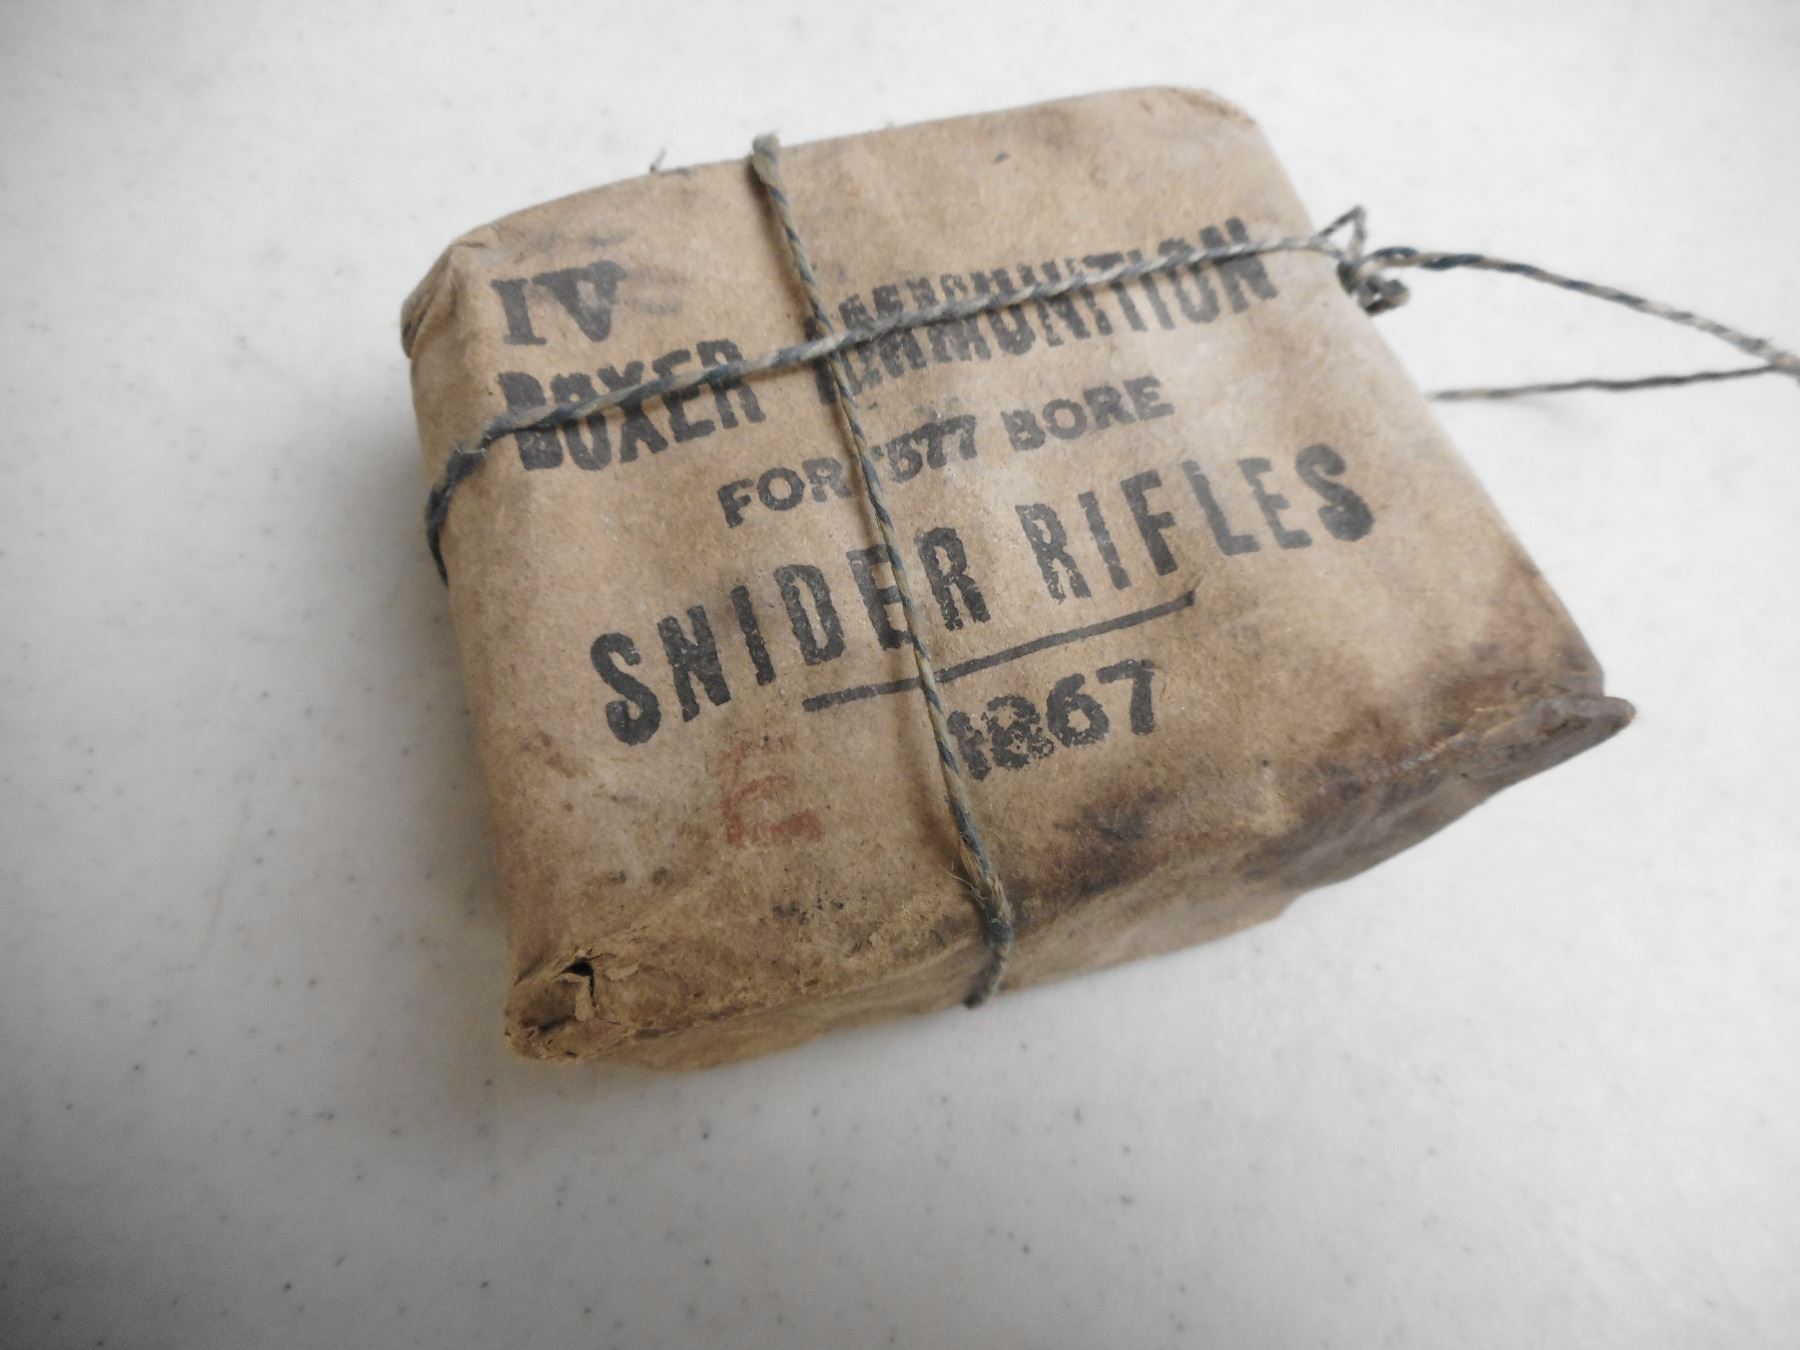 IV
BOXER AMMUNITION
FOR ·577 BORE
SNIDER RIFLES
1867
E